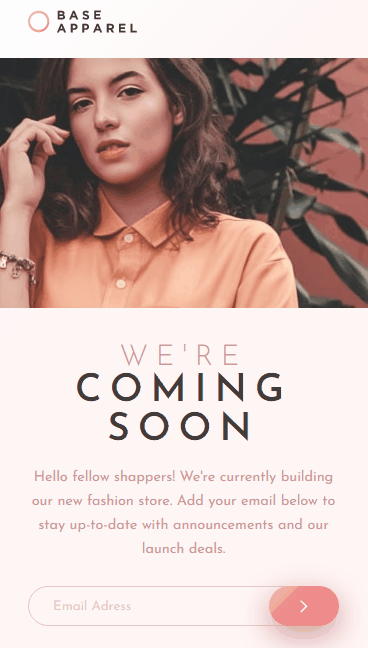 BASE
APPAREL
WE'RE
COMING
SOON
Hello fellow shappers! We're currently building
our new fashion store. Add your email below to
stay up-to-date with announcements and our
launch deals.
Email Adress